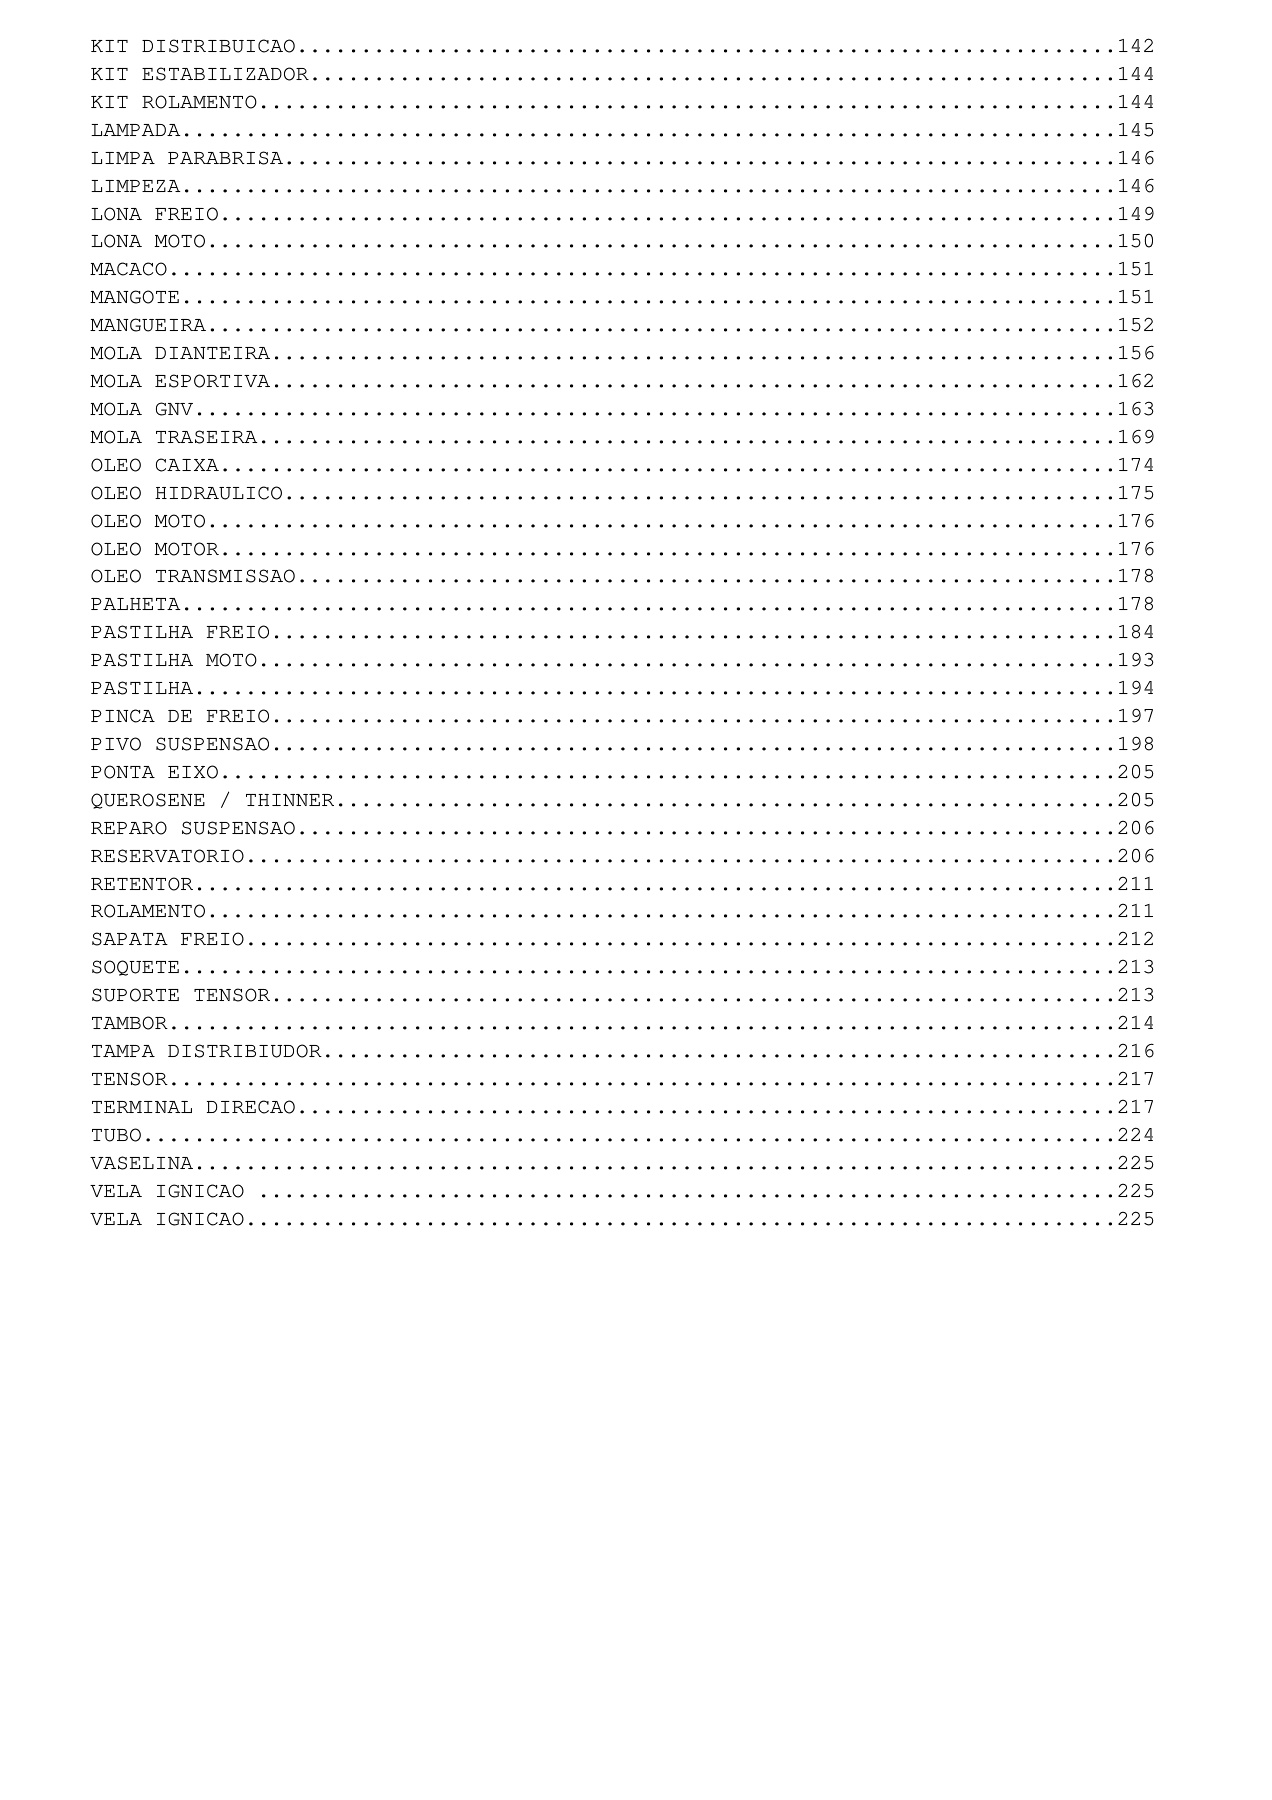 KIT DISTRIBUICAO................................................................142
KIT ESTABILIZADOR...............................................................144
KIT ROLAMENTO...................................................................144
LAMPADA.........................................................................145
LIMPA PARABRISA.................................................................146
LIMPEZA.........................................................................146
LONA FREIO......................................................................149
LONA MOTO.......................................................................150
MACACO..........................................................................151
MANGOTE.........................................................................151
MANGUEIRA.......................................................................152
MOLA DIANTEIRA..................................................................156
MOLA ESPORTIVA..................................................................162
MOLA GNV........................................................................163
MOLA TRASEIRA...................................................................169
OLEO CAIXA......................................................................174
OLEO HIDRAULICO.................................................................175
OLEO MOTO.......................................................................176
OLEO MOTOR......................................................................176
OLEO TRANSMISSAO................................................................178
PALHETA.........................................................................178
PASTILHA FREIO..................................................................184
PASTILHA MOTO...................................................................193
PASTILHA........................................................................194
PINCA DE FREIO..................................................................197
PIVO SUSPENSAO..................................................................198
PONTA EIXO......................................................................205
QUEROSENE / THINNER.............................................................205
REPARO SUSPENSAO................................................................206
RESERVATORIO....................................................................206
RETENTOR........................................................................211
ROLAMENTO.......................................................................211
SAPATA FREIO....................................................................212
SOQUETE.........................................................................213
SUPORTE TENSOR..................................................................213
TAMBOR..........................................................................214
TAMPA DISTRIBIUDOR..............................................................216
TENSOR..........................................................................217
TERMINAL DIRECAO................................................................217
TUBO............................................................................224
VASELINA........................................................................225
VELA IGNICAO ...................................................................225
VELA IGNICAO....................................................................225